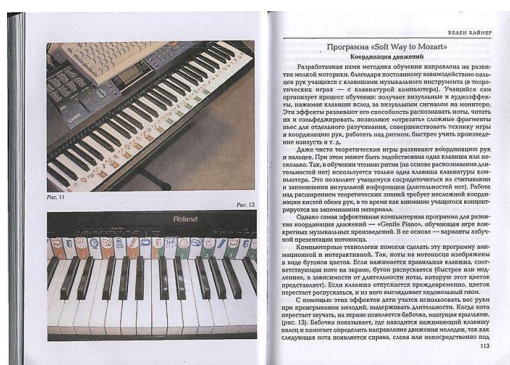 Рис. 11
Рис. 12
Roland
ХЕЛЕН ХАЙНЕР
Программа «Soft Way to Mozart»
Координация движений
Разработанная нами методика обучения направлена на разви-
тие мелкой моторики, благодаря постоянному взаимодействию паль-
цев рук учащихся с клавишами музыкального инструмента (в теоре-
тических играх — с клавиатурой компьютера). Учащийся сам
организует процесс обучения: получает визуальные и аудиоэффек-
ты, нажимая клавиши вслед за визуальным сигналом на мониторе.
Эти эффекты развивают его способность распознавать ноты, читать
их и сольфеджировать, позволяют «отрезать» сложные фрагменты
пьес для отдельного разучивания, совершенствовать технику игры
и координацию рук, работать над ритмом, быстрее учить произведе-
ние наизусть и т. д.
Даже чисто теоретические игры развивают координацию рук
и пальцев. При этом может быть задействована одна клавиша или не-
сколько. Так, в обучении чтению ритма (на основе распознавания дли-
тельностей нот) используется только одна клавиша клавиатуры ком-
пьютера. Это позволяет учащемуся сосредоточиться на считывании
и запоминании визуальной информации (длительностей нот). Работа
над расширением теоретических знаний требует несложной коорди-
нации кистей обеих рук, в то время как внимание учащегося концент-
рируется на запоминании материала.
Однако самая эффективная компьютерная программа для разви-
тия координации движений — «Gentle Piano», обучающая игре кон-
кретных музыкальных произведений. В ее основе — варианты азбуч-
ной презентации нотоносца.
Компьютерные технологии помогли сделать эту программу ани-
мационной и интерактивной. Так, ноты на нотоносце изображены
в виде бутонов цветов. Если нажимается правильная клавиша, соот-
ветствующая ноте на экране, бутон распускается (быстрее или мед-
леннее, в зависимости от длительности ноты, которую этот цветок
представляет). Если клавиша отпускается преждевременно, цветок
перестает распускаться, и из него выглядывает недовольный гном.
С помощью этих эффектов дети учатся использовать вес руки
при проигрывании мелодий, выдерживать длительность. Когда нота
перестает звучать, на экране появляется бабочка, машущая крыльями,
(рис. 13). Бабочка показывает, где находится нажимающий клавишу
палец и помогает определить направление движения мелодии, так как
следующая нота появляется справа, слева или непосредственно под
113